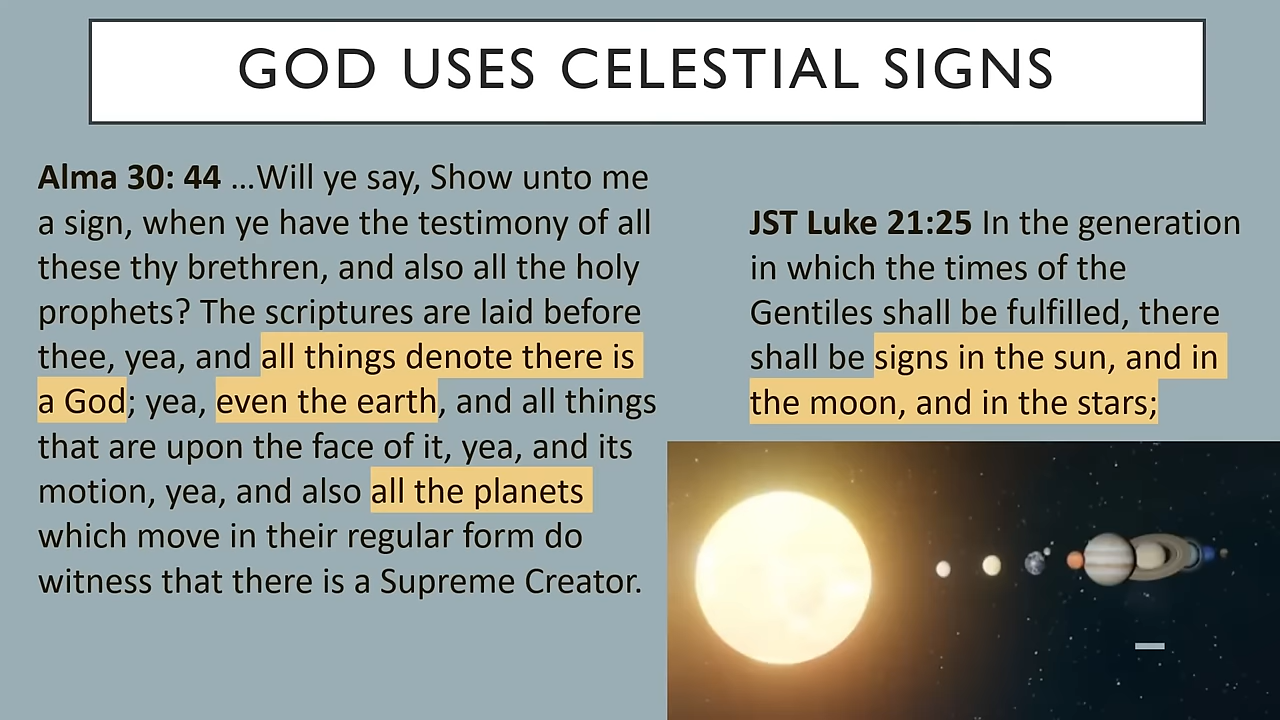 GOD USES CELESTIAL SIGNS
Alma 30: 44 ...Will ye say, Show unto me
a sign, when ye have the testimony of all
these thy brethren, and also all the holy
prophets? The scriptures are laid before
thee, yea, and all things denote there is
a God; yea, even the earth, and all things
that are upon the face of it, yea, and its
motion, yea, and also all the planets
which move in their regular form do
witness that there is a Supreme Creator.
JST Luke 21:25 In the generation
in which the times of the
Gentiles shall be fulfilled, there
shall be signs in the sun, and in
the moon, and in the stars;